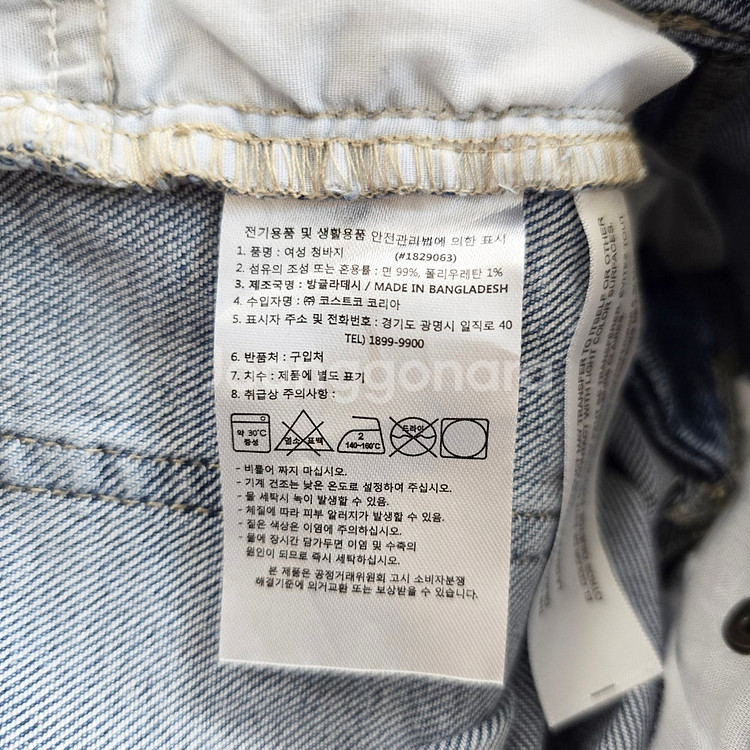 전기용품 및 생활용품 안전관리법에 의한 표시
1. 품명 : 여성 청바지 (#1829063)
2. 섬유의 조성 또는 혼용률 : 면 99%, 폴리우레탄 1%
3. 제조국명 : 방글라데시 / MADE IN BANGLADESH
4. 수입자명 : ㈜ 코스트코 코리아
5. 표시자 주소 및 전화번호 : 경기도 광명시 일직로 40
TEL) 1899-9900
6. 반품처 : 구입처
7. 치수 : 제품에 별도 표기
8. 취급상 주의사항 :
약 30℃
중성
염소 표백
2
140~160℃
드라이
- 비틀어 짜지 마십시오.
- 기계 건조는 낮은 온도로 설정하여 주십시오.
- 물 세탁시 녹이 발생할 수 있음.
- 체질에 따라 피부 알러지가 발생할 수 있음.
- 짙은 색상은 이염에 주의하십시오.
- 물에 장시간 담가두면 이염 및 수축의
원인이 되므로 즉시 세탁하십시오.
본 제품은 공정거래위원회 고시 소비자분쟁
해결기준에 의거교환 또는 보상받을 수 있습니다.
TRANSFER TO ITSELF OR OTHER
NOT WITH LIGHT COLOR SURFACES.